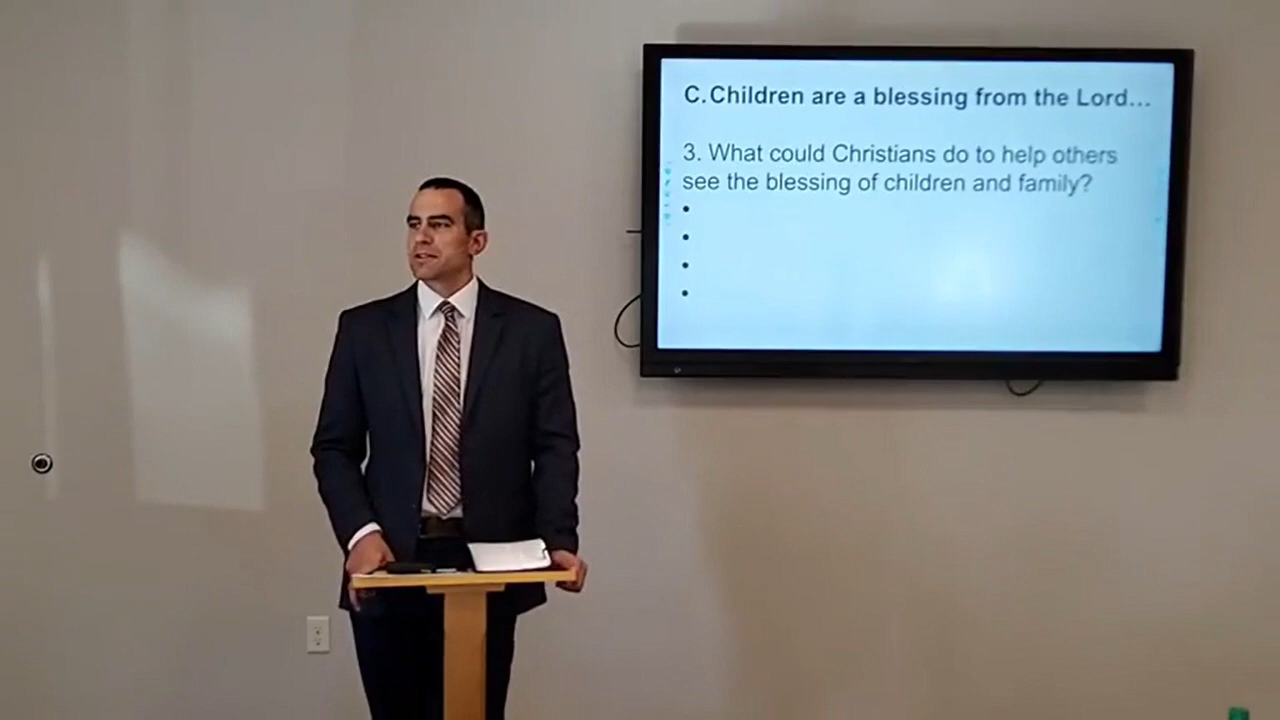 C. Children are a blessing from the Lord...
3. What could Christians do to help others
see the blessing of children and family?
•
•
•
•